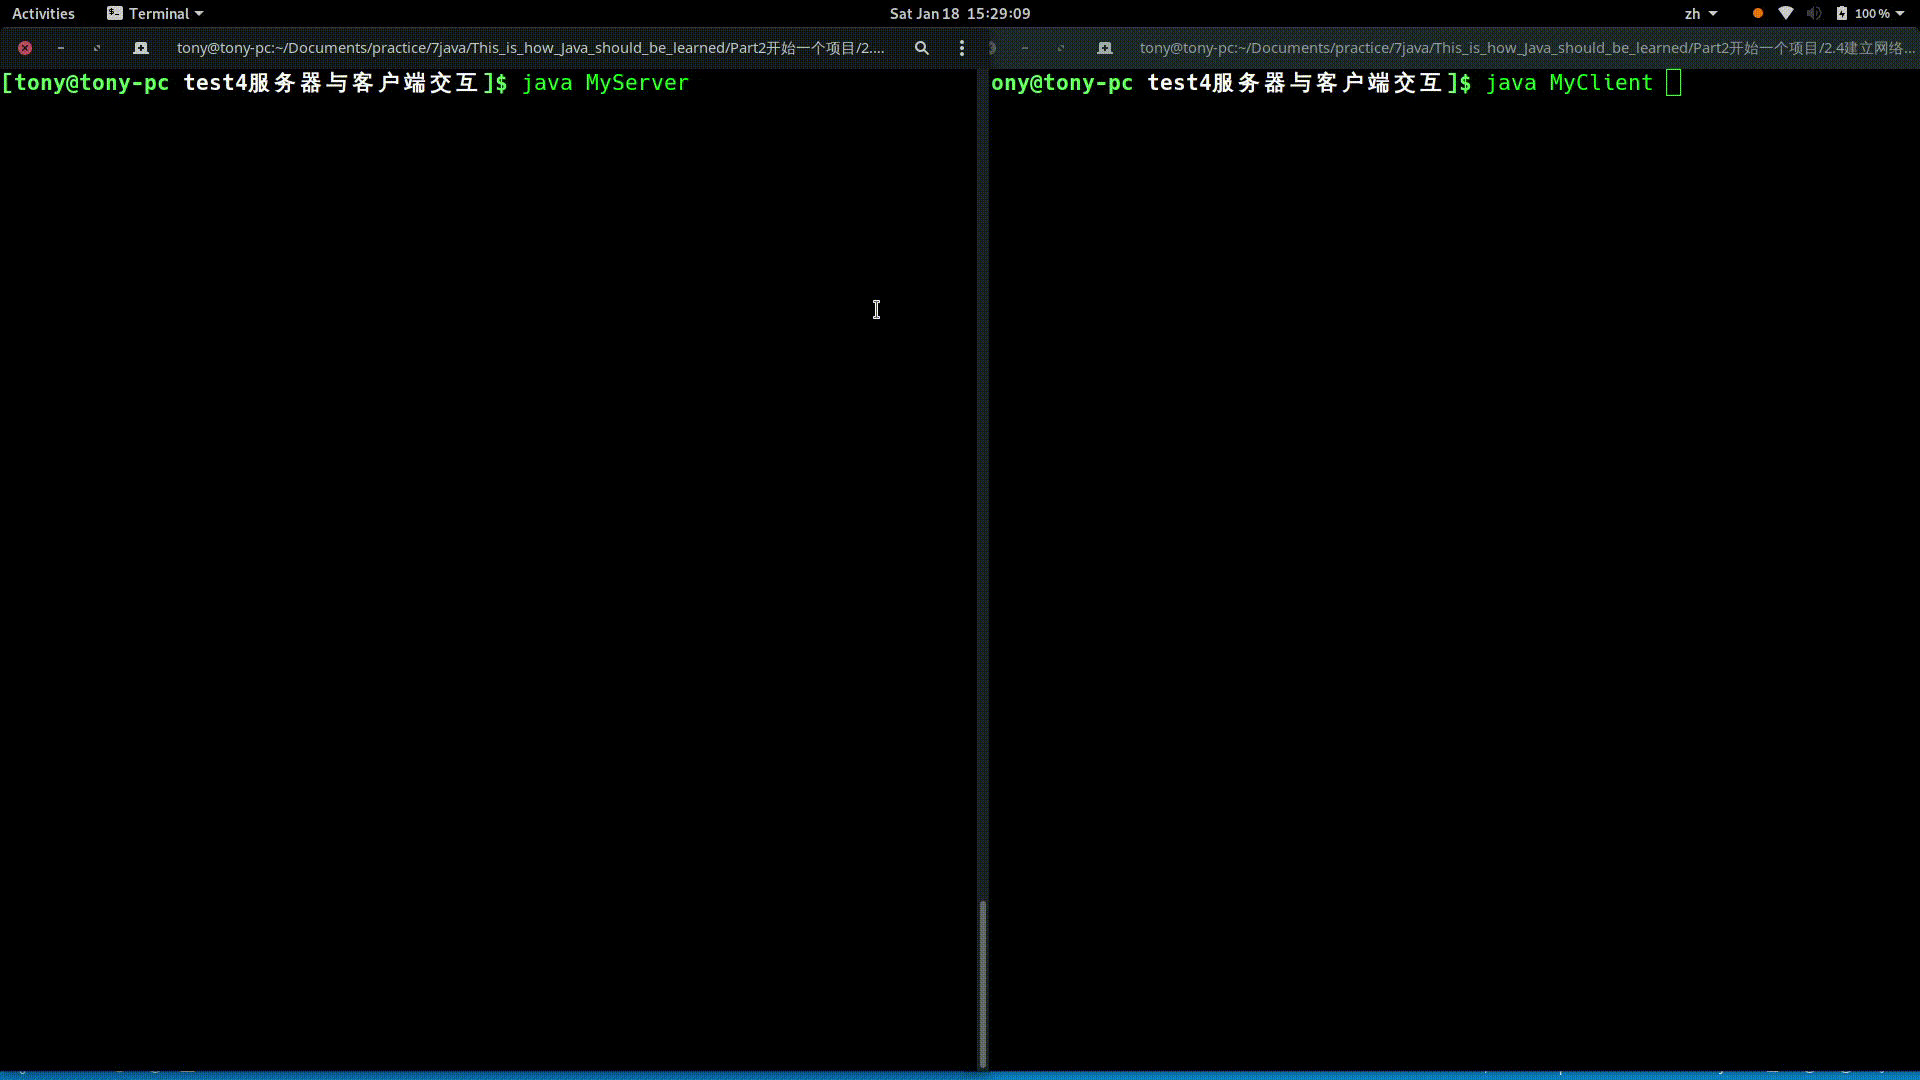 Activities Terminal Sat Jan 18 15:29:09 zh 100 %
tony@tony-pc:~/Documents/practice/7java/This_is_how_Java_should_be_learned/Part2开始一个项目/2....
tony@tony-pc:~/Documents/practice/7java/This_is_how_Java_should_be_learned/Part2开始一个项目/2.4建立网络...
[tony@tony-pc test4服务器与客户端交互]$ java MyServer
ony@tony-pc test4服务器与客户端交互]$ java MyClient